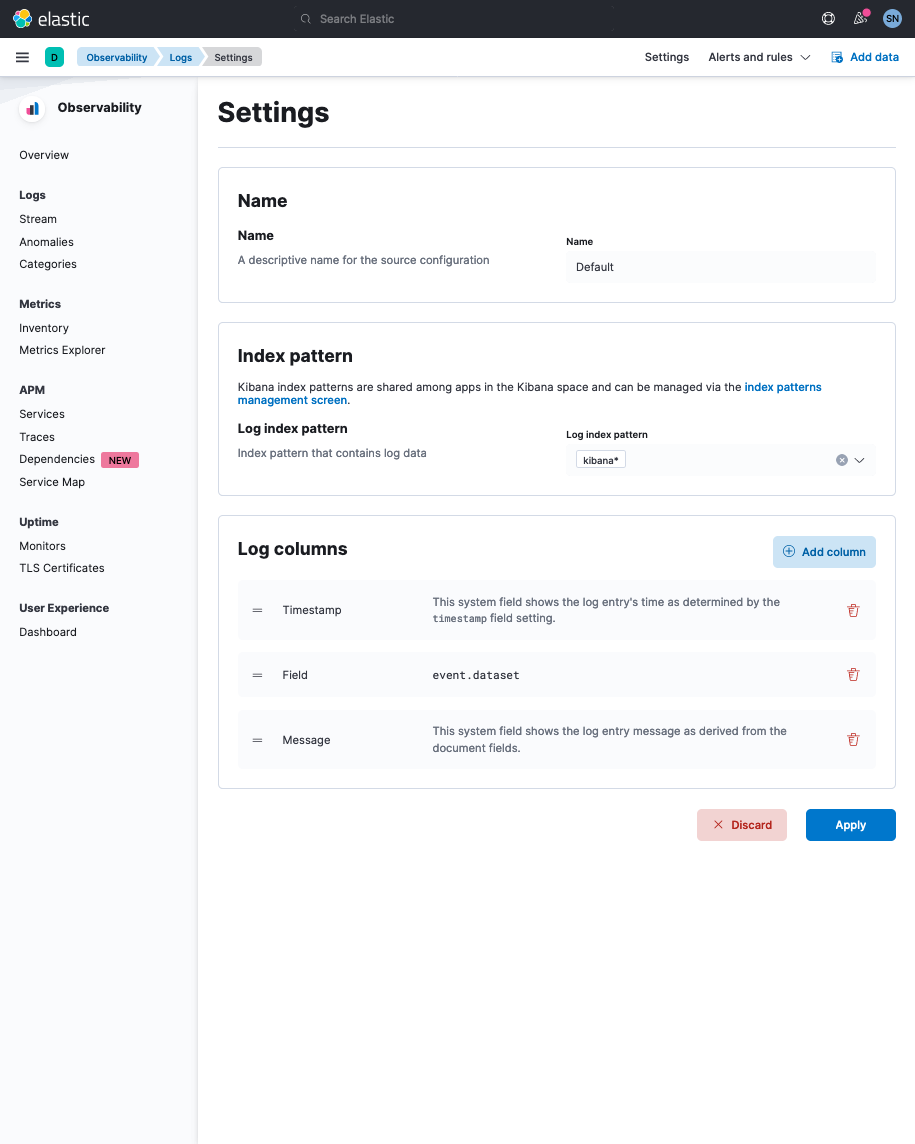 elastic
Search Elastic
SN
D
Observability
Logs
Settings
Settings
Alerts and rules
Add data
Observability
Overview
Logs
Stream
Anomalies
Categories
Metrics
Inventory
Metrics Explorer
APM
Services
Traces
Dependencies NEW
Service Map
Uptime
Monitors
TLS Certificates
User Experience
Dashboard
Settings
Name
Name
A descriptive name for the source configuration
Name
Default
Index pattern
Kibana index patterns are shared among apps in the Kibana space and can be managed via the index patterns
management screen.
Log index pattern
Index pattern that contains log data
Log index pattern
kibana*
Log columns
Add column
Timestamp
This system field shows the log entry's time as determined by the
timestamp field setting.
Field
event.dataset
Message
This system field shows the log entry message as derived from the
document fields.
Discard
Apply